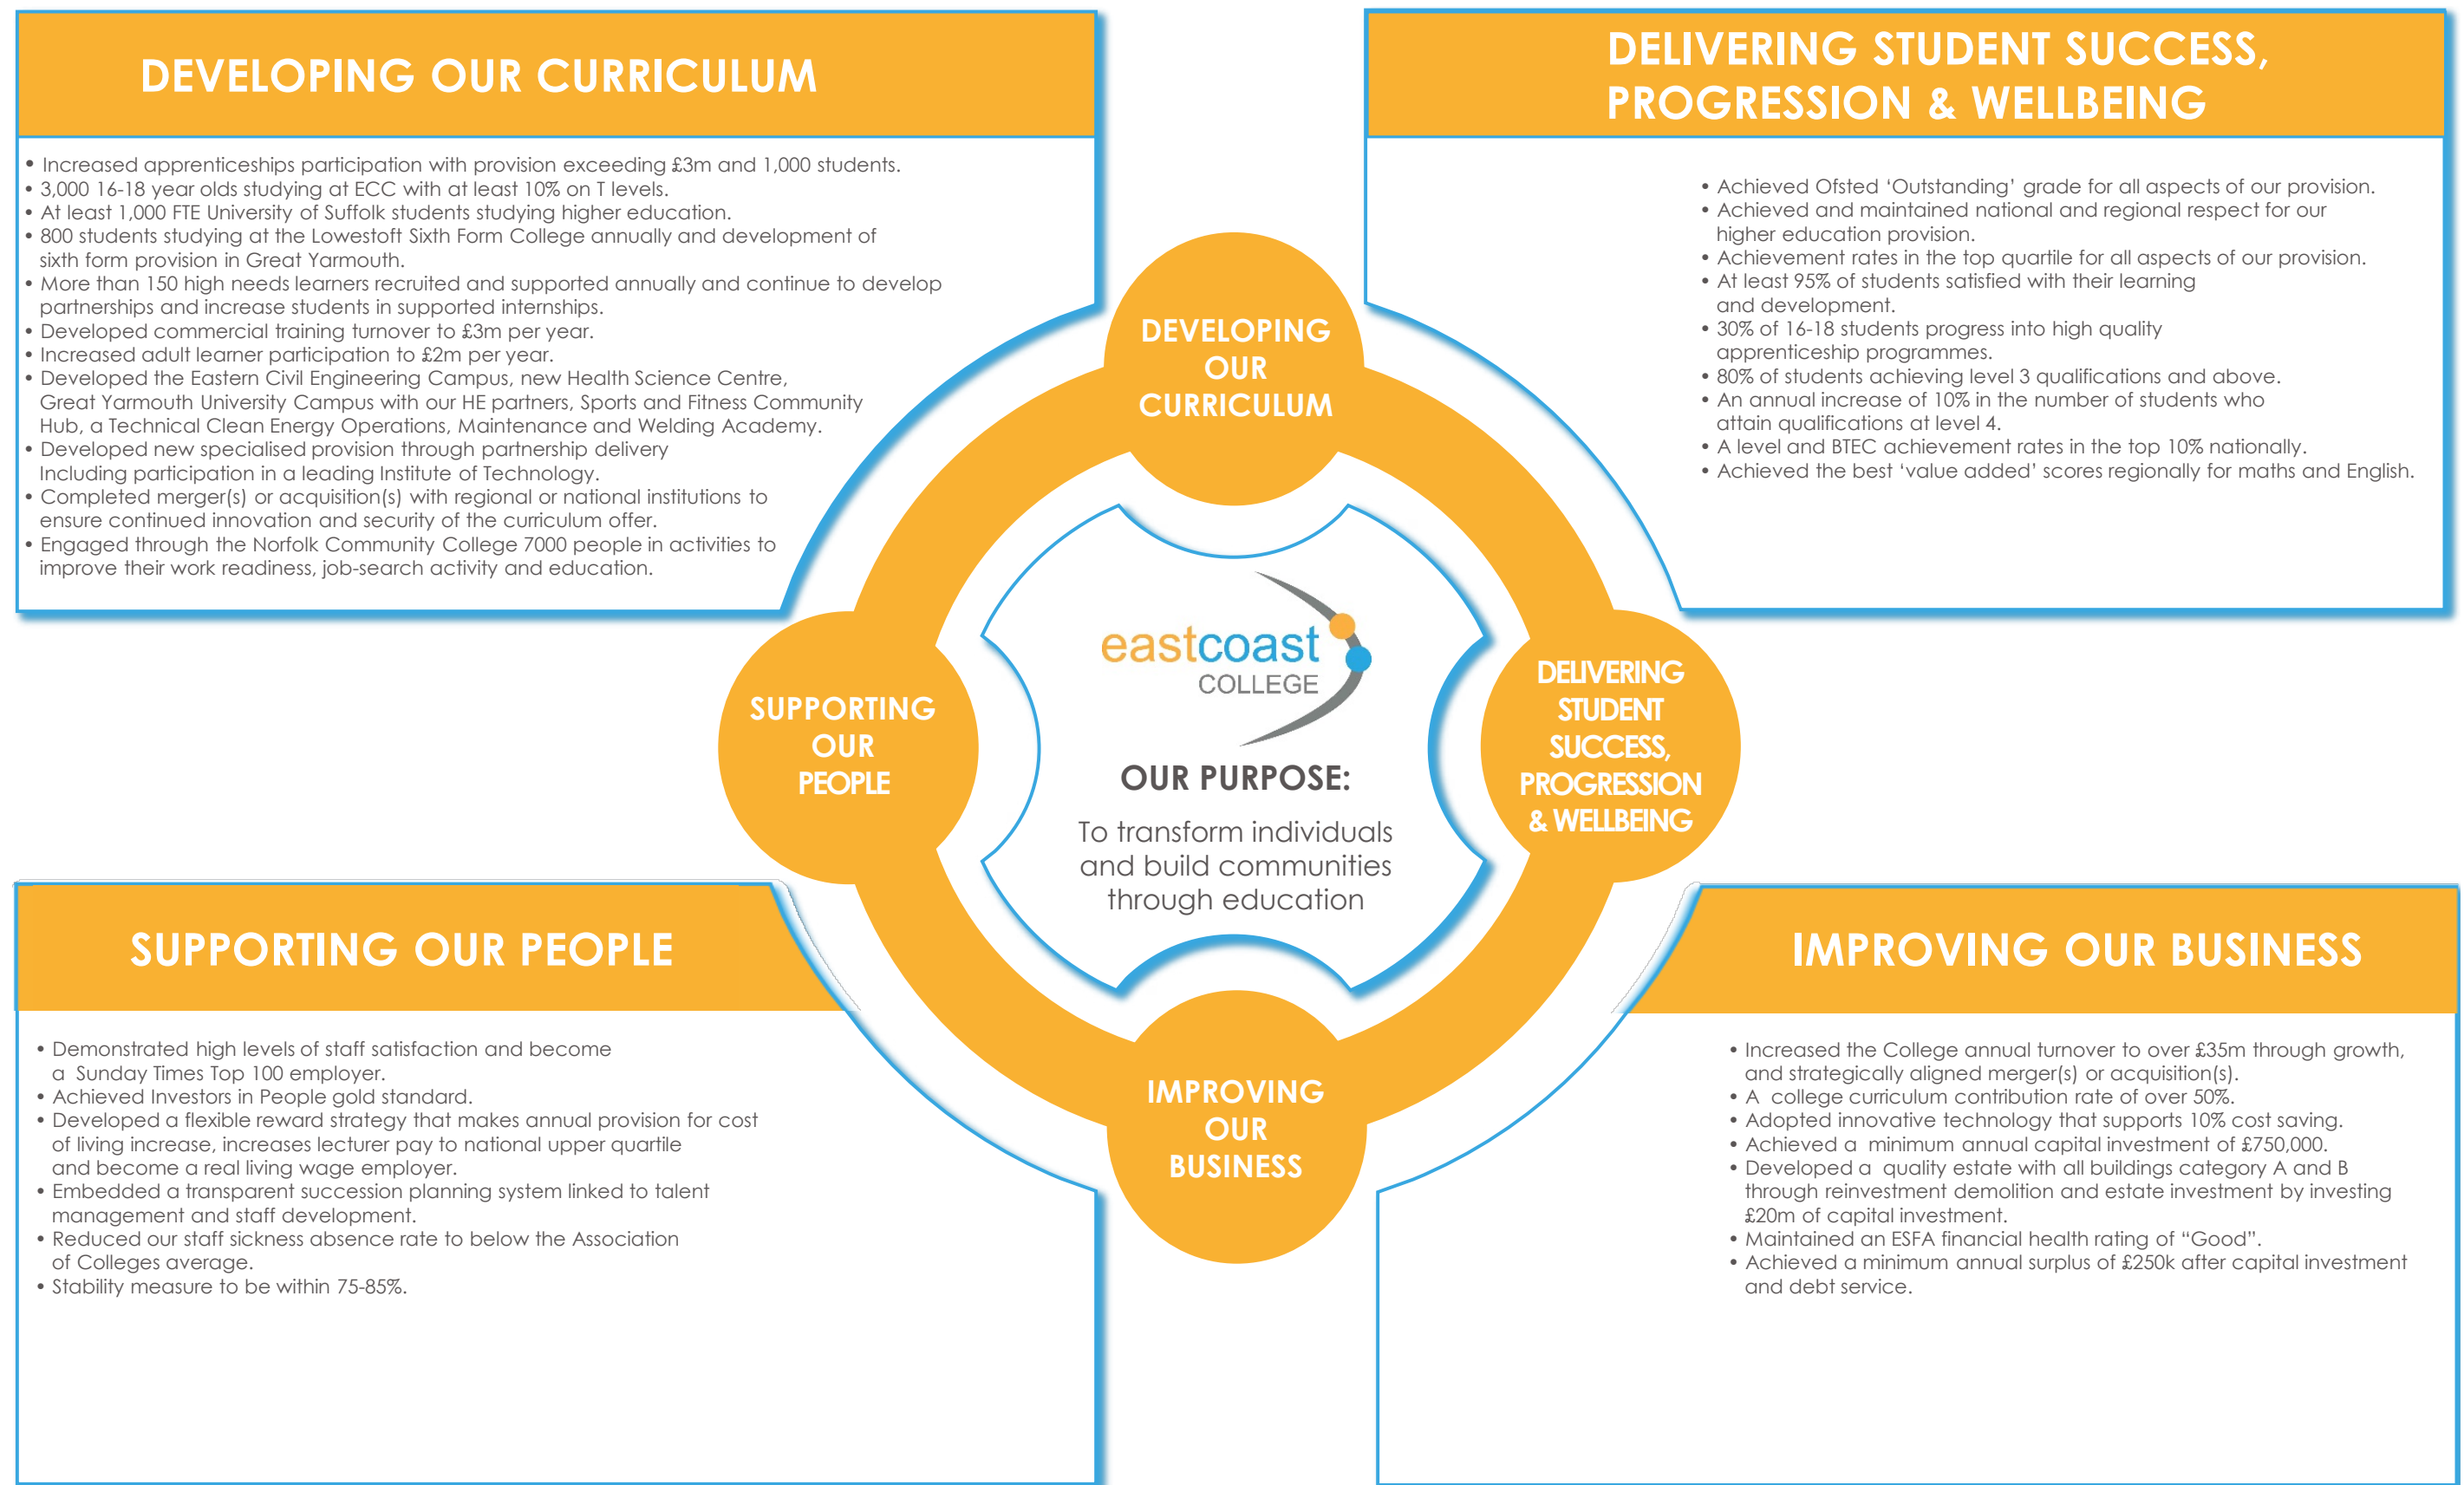 DEVELOPING OUR CURRICULUM
• Increased apprenticeships participation with provision exceeding £3m and 1,000 students.
• 3,000 16-18 year olds studying at ECC with at least 10% on T levels.
• At least 1,000 FTE University of Suffolk students studying higher education.
• 800 students studying at the Lowestoft Sixth Form College annually and development of
sixth form provision in Great Yarmouth.
• More than 150 high needs learners recruited and supported annually and continue to develop
partnerships and increase students in supported internships.
• Developed commercial training turnover to £3m per year.
• Increased adult learner participation to £2m per year.
• Developed the Eastern Civil Engineering Campus, new Health Science Centre,
Great Yarmouth University Campus with our HE partners, Sports and Fitness Community
Hub, a Technical Clean Energy Operations, Maintenance and Welding Academy.
• Developed new specialised provision through partnership delivery
Including participation in a leading Institute of Technology.
• Completed merger(s) or acquisition(s) with regional or national institutions to
ensure continued innovation and security of the curriculum offer.
• Engaged through the Norfolk Community College 7000 people in activities to
improve their work readiness, job-search activity and education.
DELIVERING STUDENT SUCCESS,
PROGRESSION & WELLBEING
• Achieved Ofsted ‘Outstanding’ grade for all aspects of our provision.
• Achieved and maintained national and regional respect for our
higher education provision.
• Achievement rates in the top quartile for all aspects of our provision.
• At least 95% of students satisfied with their learning
and development.
• 30% of 16-18 students progress into high quality
apprenticeship programmes.
• 80% of students achieving level 3 qualifications and above.
• An annual increase of 10% in the number of students who
attain qualifications at level 4.
• A level and BTEC achievement rates in the top 10% nationally.
• Achieved the best ‘value added’ scores regionally for maths and English.
DEVELOPING
OUR
CURRICULUM
SUPPORTING
OUR
PEOPLE
eastcoast
COLLEGE
OUR PURPOSE:
To transform individuals
and build communities
through education
DELIVERING
STUDENT
SUCCESS,
PROGRESSION
& WELLBEING
IMPROVING
OUR
BUSINESS
SUPPORTING OUR PEOPLE
• Demonstrated high levels of staff satisfaction and become
a Sunday Times Top 100 employer.
• Achieved Investors in People gold standard.
• Developed a flexible reward strategy that makes annual provision for cost
of living increase, increases lecturer pay to national upper quartile
and become a real living wage employer.
• Embedded a transparent succession planning system linked to talent
management and staff development.
• Reduced our staff sickness absence rate to below the Association
of Colleges average.
• Stability measure to be within 75-85%.
IMPROVING OUR BUSINESS
• Increased the College annual turnover to over £35m through growth,
and strategically aligned merger(s) or acquisition(s).
• A college curriculum contribution rate of over 50%.
• Adopted innovative technology that supports 10% cost saving.
• Achieved a minimum annual capital investment of £750,000.
• Developed a quality estate with all buildings category A and B
through reinvestment demolition and estate investment by investing
£20m of capital investment.
• Maintained an ESFA financial health rating of “Good”.
• Achieved a minimum annual surplus of £250k after capital investment
and debt service.